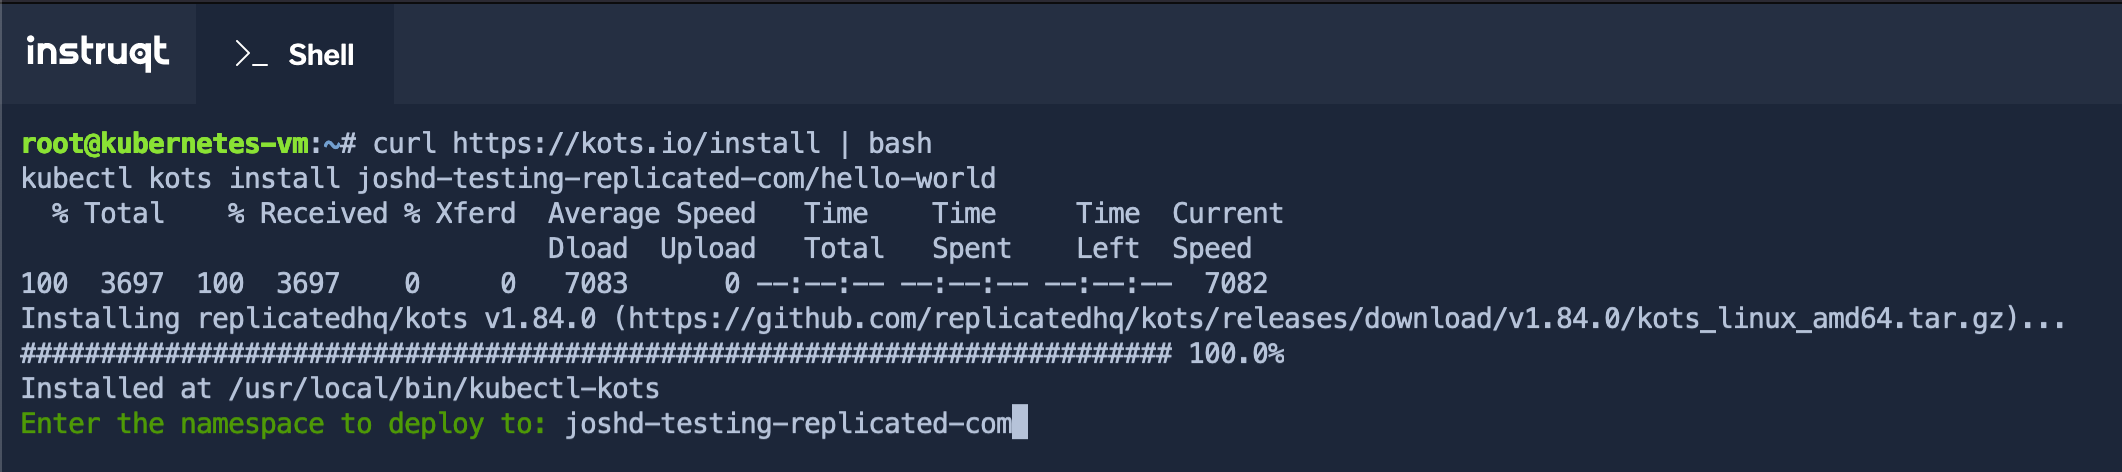 instruqt
>_ Shell
root@kubernetes-vm:~# curl https://kots.io/install | bash
kubectl kots install joshd-testing-replicated-com/hello-world
  % Total    % Received % Xferd  Average Speed   Time    Time     Time  Current
                                 Dload  Upload   Total   Spent    Left  Speed
100  3697  100  3697    0     0   7083      0 --:--:-- --:--:-- --:--:--  7082
Installing replicatedhq/kots v1.84.0 (https://github.com/replicatedhq/kots/releases/download/v1.84.0/kots_linux_amd64.tar.gz)...
######################################################################## 100.0%
Installed at /usr/local/bin/kubectl-kots
Enter the namespace to deploy to: joshd-testing-replicated-com